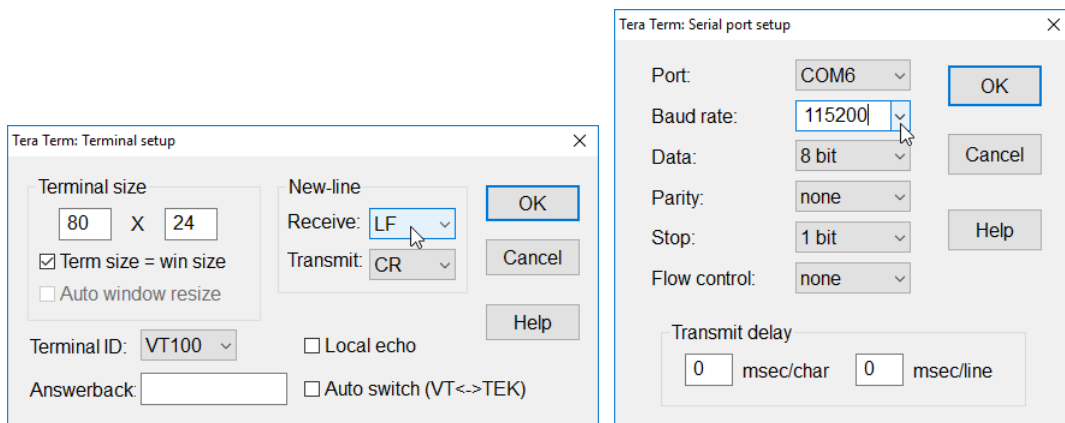 Tera Term: Terminal setup
Terminal size
80 X 24
Term size = win size
Auto window resize
New-line
Receive: LF
Transmit: CR
OK
Cancel
Help
Terminal ID: VT100
Local echo
Answerback:
Auto switch (VT<->TEK)
Tera Term: Serial port setup
Port: COM6
Baud rate: 115200
Data: 8 bit
Parity: none
Stop: 1 bit
Flow control: none
OK
Cancel
Help
Transmit delay
0 msec/char 0 msec/line